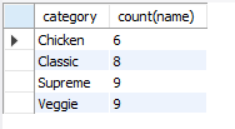 category count(name)
Chicken 6
Classic 8
Supreme 9
Veggie 9